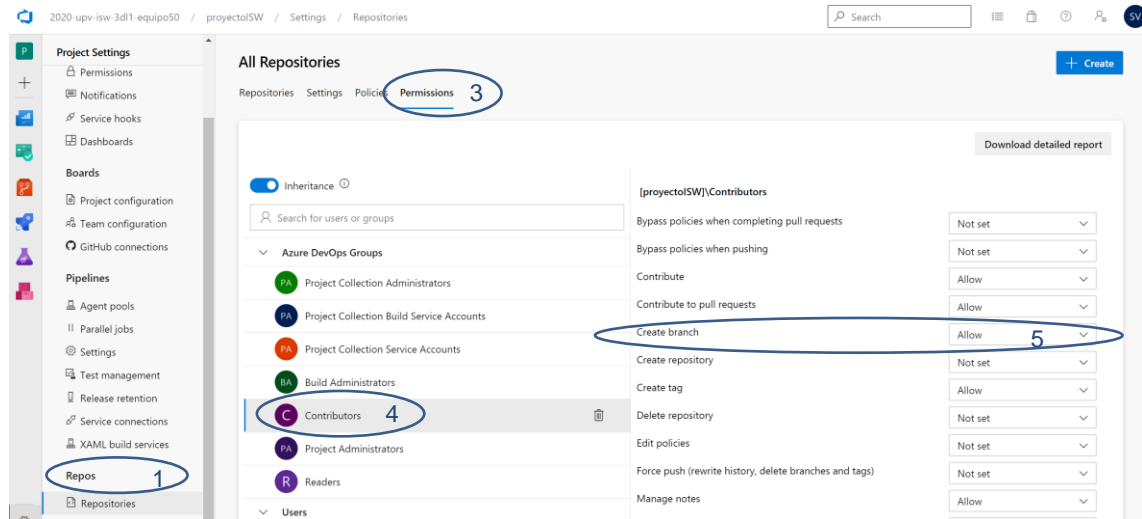 2020-upv-isw-3dl1-equipo50 / proyectoISW / Settings / Repositories
Search
SV
P
Project Settings
Permissions
Notifications
Service hooks
Dashboards
Boards
Project configuration
Team configuration
GitHub connections
Pipelines
Agent pools
Parallel jobs
Settings
Test management
Release retention
Service connections
XAML build services
Repos 1
Repositories
All Repositories
+ Create
Repositories Settings Policies Permissions 3
Download detailed report
Inheritance
Search for users or groups
Azure DevOps Groups
PA Project Collection Administrators
PA Project Collection Build Service Accounts
PA Project Collection Service Accounts
BA Build Administrators
C Contributors 4
PA Project Administrators
R Readers
Users
[proyectoISW]\Contributors
Bypass policies when completing pull requests Not set
Bypass policies when pushing Not set
Contribute Allow
Contribute to pull requests Allow
Create branch Allow 5
Create repository Not set
Create tag Allow
Delete repository Not set
Edit policies Not set
Force push (rewrite history, delete branches and tags) Not set
Manage notes Allow